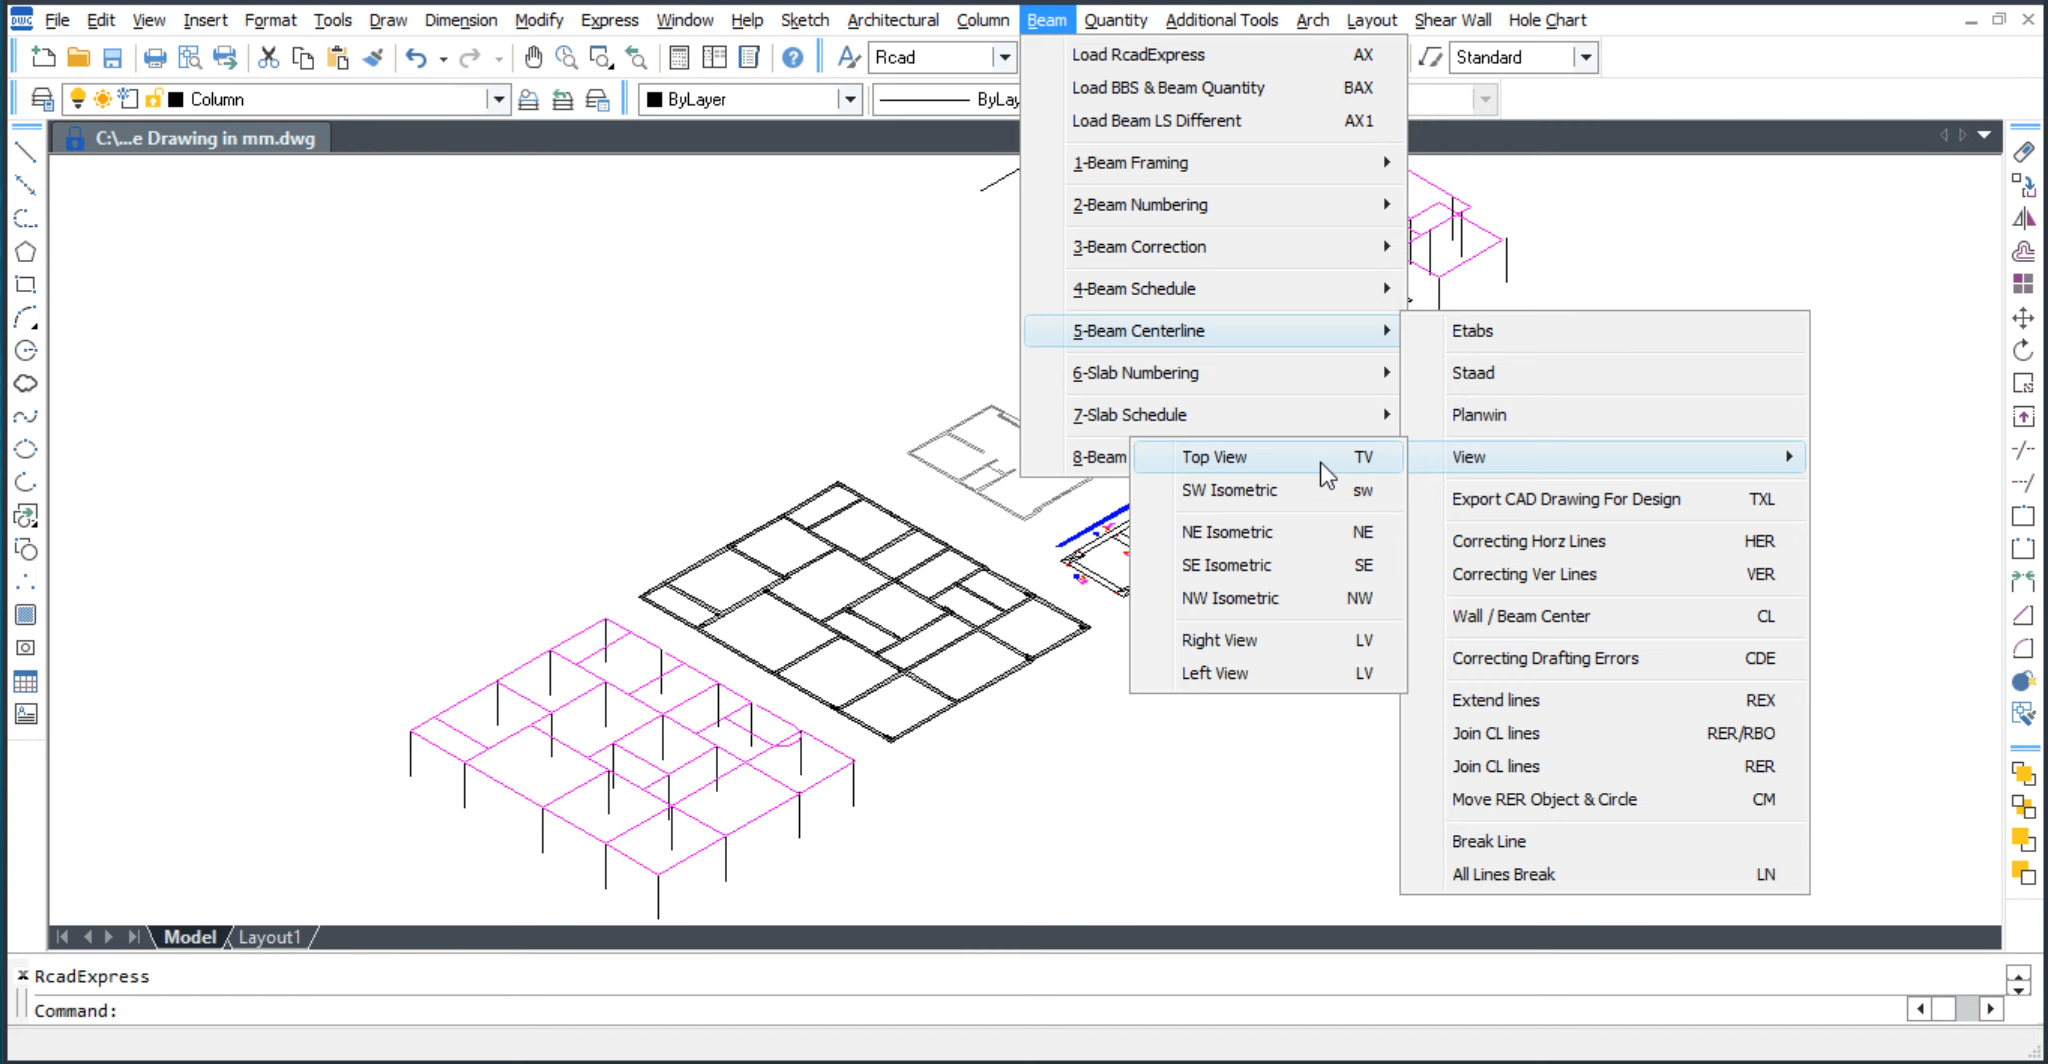 DWG File Edit View Insert Format Tools Draw Dimension Modify Express Window Help Sketch Architectural Column Beam Quantity Additional Tools Arch Layout Shear Wall Hole Chart
Rcad
Standard
Column
ByLayer
ByLay
C:\...e Drawing in mm.dwg
Load RcadExpress AX
Load BBS & Beam Quantity BAX
Load Beam LS Different AX1
1-Beam Framing
2-Beam Numbering
3-Beam Correction
4-Beam Schedule
5-Beam Centerline
6-Slab Numbering
7-Slab Schedule
8-Beam
Etabs
Staad
Planwin
View
Export CAD Drawing For Design TXL
Correcting Horz Lines HER
Correcting Ver Lines VER
Wall / Beam Center CL
Correcting Drafting Errors CDE
Extend lines REX
Join CL lines RER/RBO
Join CL lines RER
Move RER Object & Circle CM
Break Line
All Lines Break LN
Top View TV
SW Isometric sw
NE Isometric NE
SE Isometric SE
NW Isometric NW
Right View LV
Left View LV
Model Layout1
RcadExpress
Command: